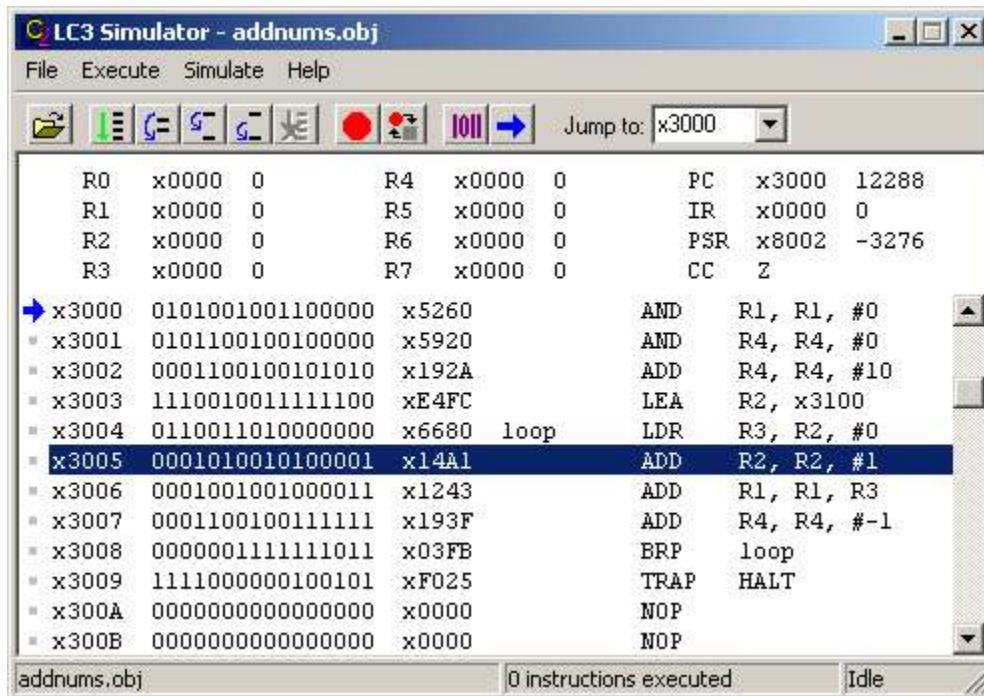 LC3 Simulator - addnums.obj
File Execute Simulate Help
Jump to: x3000
R0 x0000 0 R4 x0000 0 PC x3000 12288
R1 x0000 0 R5 x0000 0 IR x0000 0
R2 x0000 0 R6 x0000 0 PSR x8002 -3276
R3 x0000 0 R7 x0000 0 CC Z
x3000 0101001001100000 x5260 AND R1, R1, #0
x3001 0101100100100000 x5920 AND R4, R4, #0
x3002 0001100100101010 x192A ADD R4, R4, #10
x3003 1110010011111100 xE4FC LEA R2, x3100
x3004 0110011010000000 x6680 loop LDR R3, R2, #0
x3005 0001010010100001 x14A1 ADD R2, R2, #1
x3006 0001001001000011 x1243 ADD R1, R1, R3
x3007 0001100100111111 x193F ADD R4, R4, #-1
x3008 0000001111111011 x03FB BRP loop
x3009 1111000000100101 xF025 TRAP HALT
x300A 0000000000000000 x0000 NOP
x300B 0000000000000000 x0000 NOP
addnums.obj 0 instructions executed Idle